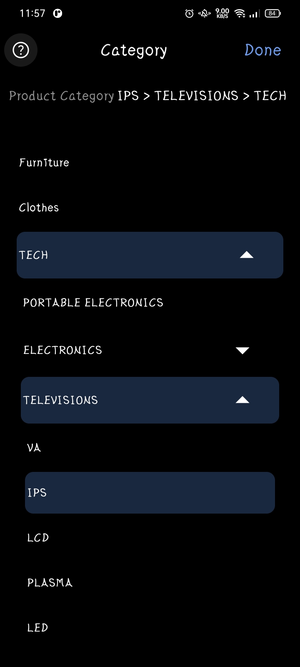 11:57 9.00 KB/S 84
? Category Done
Product Category IPS > TELEVISIONS > TECH
Furniture
Clothes
TECH
PORTABLE ELECTRONICS
ELECTRONICS
TELEVISIONS
VA
IPS
LCD
PLASMA
LED